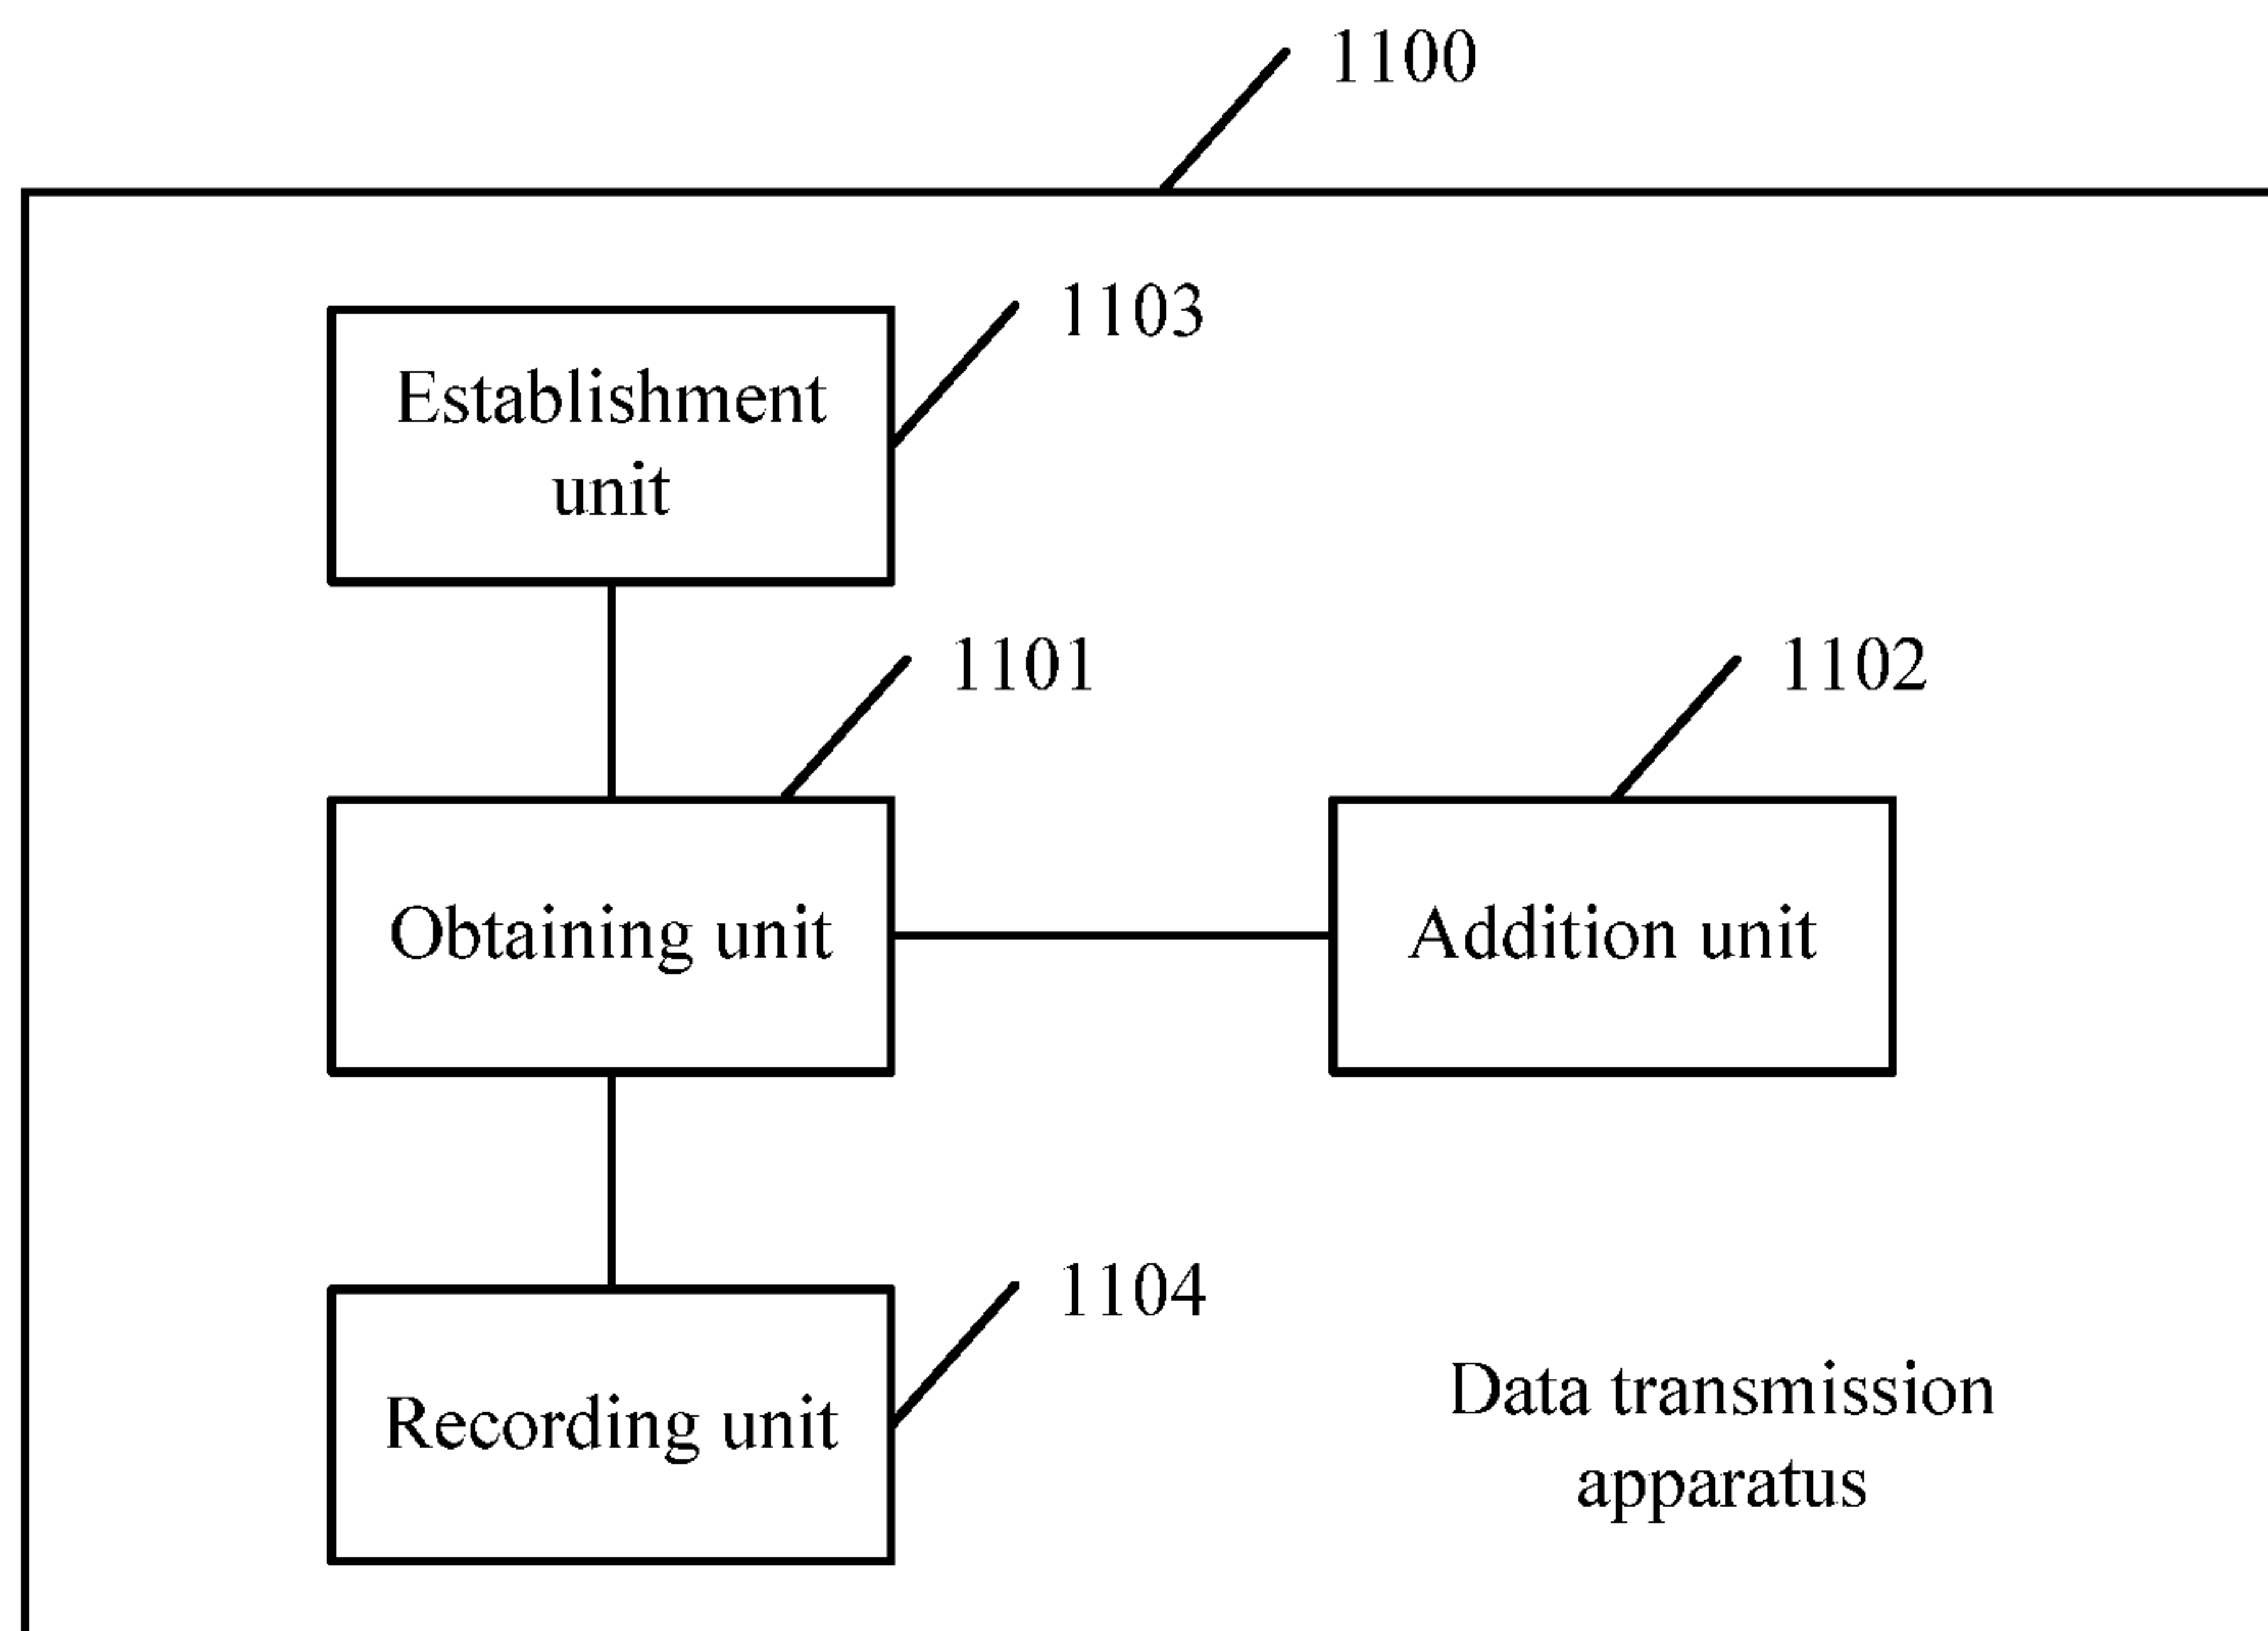 1100
1103
Establishment
unit
1101
1102
Obtaining unit
Addition unit
1104
Recording unit
Data transmission
apparatus